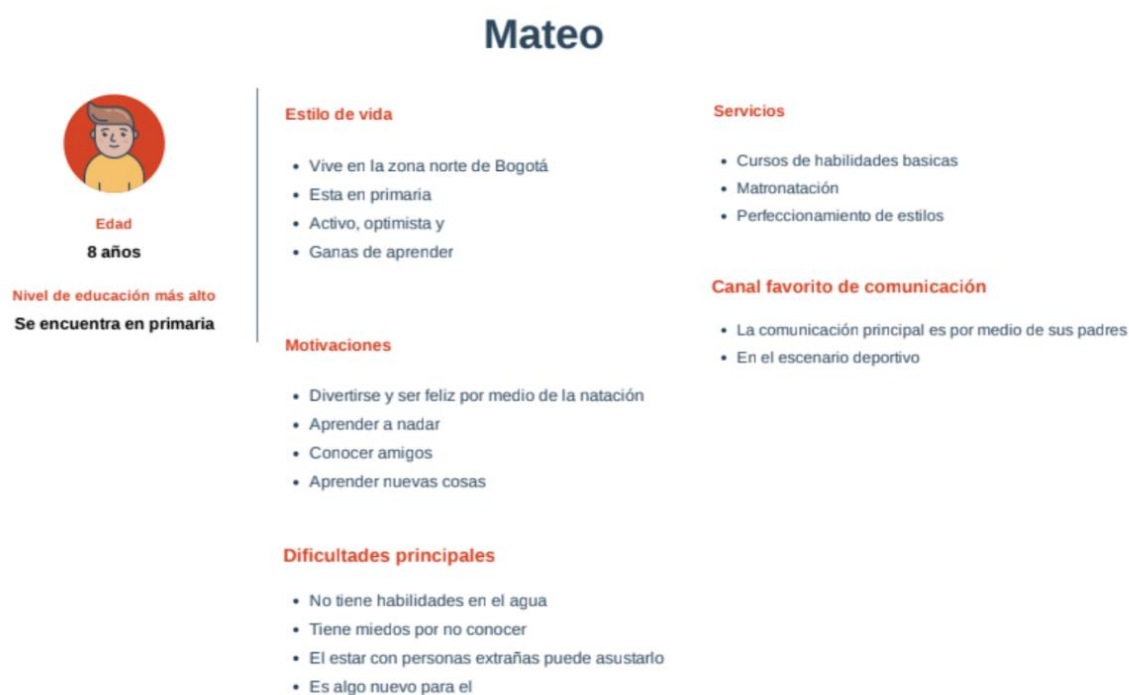 Mateo
Edad
8 años
Nivel de educación más alto
Se encuentra en primaria
Estilo de vida
• Vive en la zona norte de Bogotá
• Esta en primaria
• Activo, optimista y
• Ganas de aprender
Motivaciones
• Divertirse y ser feliz por medio de la natación
• Aprender a nadar
• Conocer amigos
• Aprender nuevas cosas
Dificultades principales
• No tiene habilidades en el agua
• Tiene miedos por no conocer
• El estar con personas extrañas puede asustarlo
• Es algo nuevo para el
Servicios
• Cursos de habilidades basicas
• Matronatación
• Perfeccionamiento de estilos
Canal favorito de comunicación
• La comunicación principal es por medio de sus padres
• En el escenario deportivo